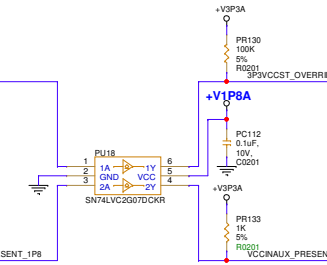 +V3P3A
PR130
100K
5%
R0201
3P3VCCST_OVERRI
+V1P8A
PC112
0.1uF,
10V,
C0201
PU18
1 1A 1Y 6
2 GND VCC 5
3 2A 2Y 4
SN74LVC2G07DCKR
+V3P3A
PR133
1K
5%
R0201
SENT_1P8
VCCINAUX_PRESEN